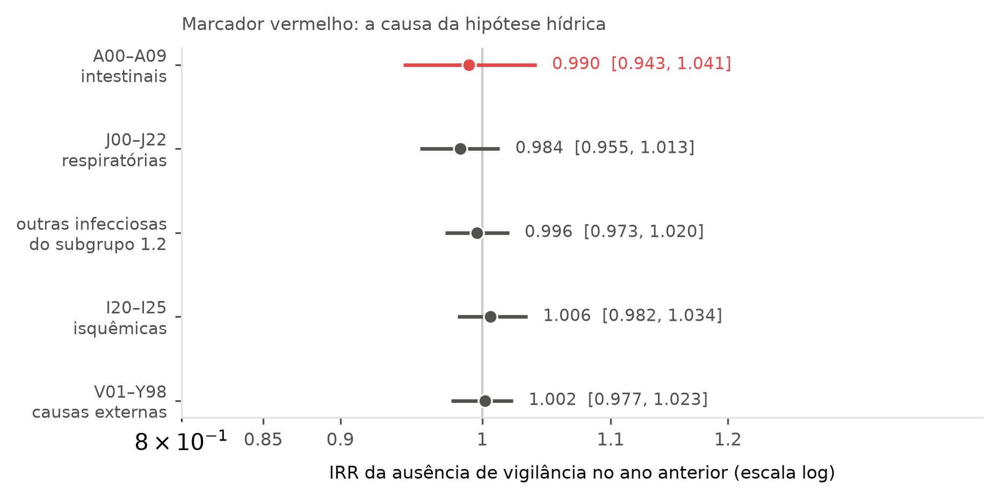 Marcador vermelho: a causa da hipótese hídrica
A00–A09
intestinais
0.990 [0.943, 1.041]
J00–J22
respiratórias
0.984 [0.955, 1.013]
outras infecciosas
do subgrupo 1.2
0.996 [0.973, 1.020]
I20–I25
isquêmicas
1.006 [0.982, 1.034]
V01–Y98
causas externas
1.002 [0.977, 1.023]
8 × 10⁻¹ 0.85 0.9 1 1.1 1.2
IRR da ausência de vigilância no ano anterior (escala log)